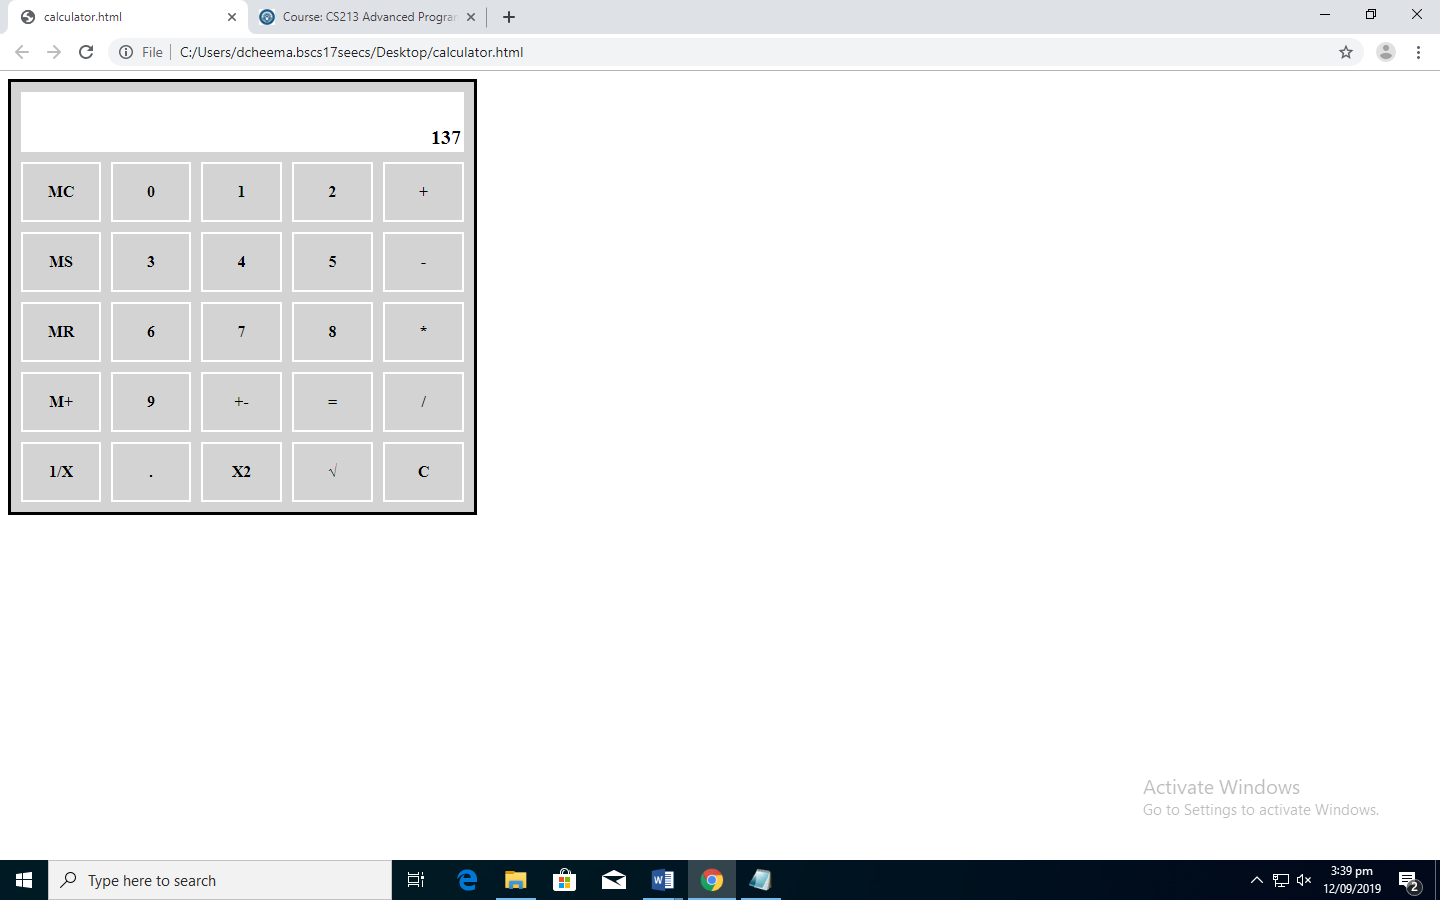 calculator.html
Course: CS213 Advanced Progran
File
C:/Users/dcheema.bscs17seecs/Desktop/calculator.html
137
MC 0 1 2 +
MS 3 4 5 -
MR 6 7 8 *
M+ 9 +- = /
1/X . X2 √ C
Activate Windows
Go to Settings to activate Windows.
Type here to search
3:39 pm
12/09/2019
2